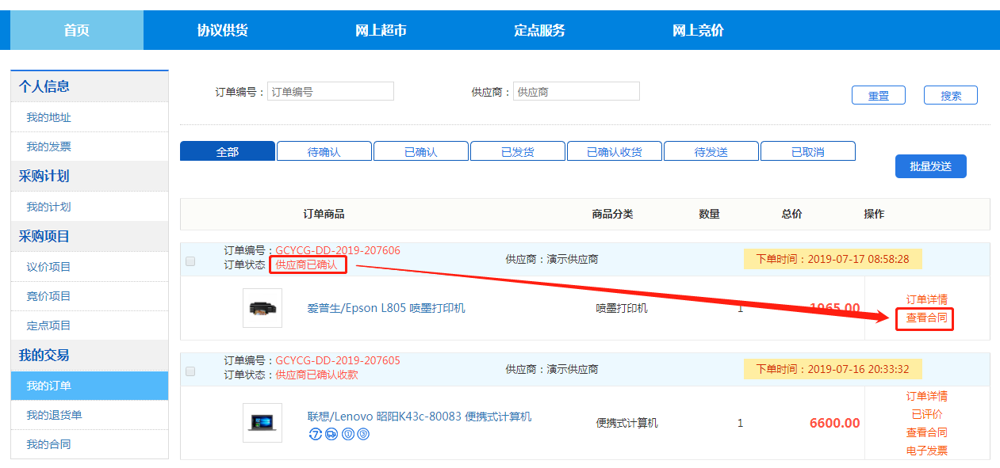 首页 协议供货 网上超市 定点服务 网上竞价
个人信息
我的地址
我的发票
采购计划
我的计划
采购项目
议价项目
竞价项目
定点项目
我的交易
我的订单
我的退货单
我的合同
订单编号： 订单编号 供应商： 供应商 重置 搜索
全部 待确认 已确认 已发货 已确认收货 待发送 已取消
批量发送
订单商品 商品分类 数量 总价 操作
订单编号：GCYCG-DD-2019-207606
订单状态 供应商已确认
供应商：演示供应商
下单时间：2019-07-17 08:58:28
爱普生/Epson L805 喷墨打印机 喷墨打印机 1 1965.00
订单详情
查看合同
订单编号：GCYCG-DD-2019-207605
订单状态：供应商已确认收款
供应商：演示供应商
下单时间：2019-07-16 20:33:32
联想/Lenovo 昭阳K43c-80083 便携式计算机
7
便携式计算机 1 6600.00
订单详情
已评价
查看合同
电子发票